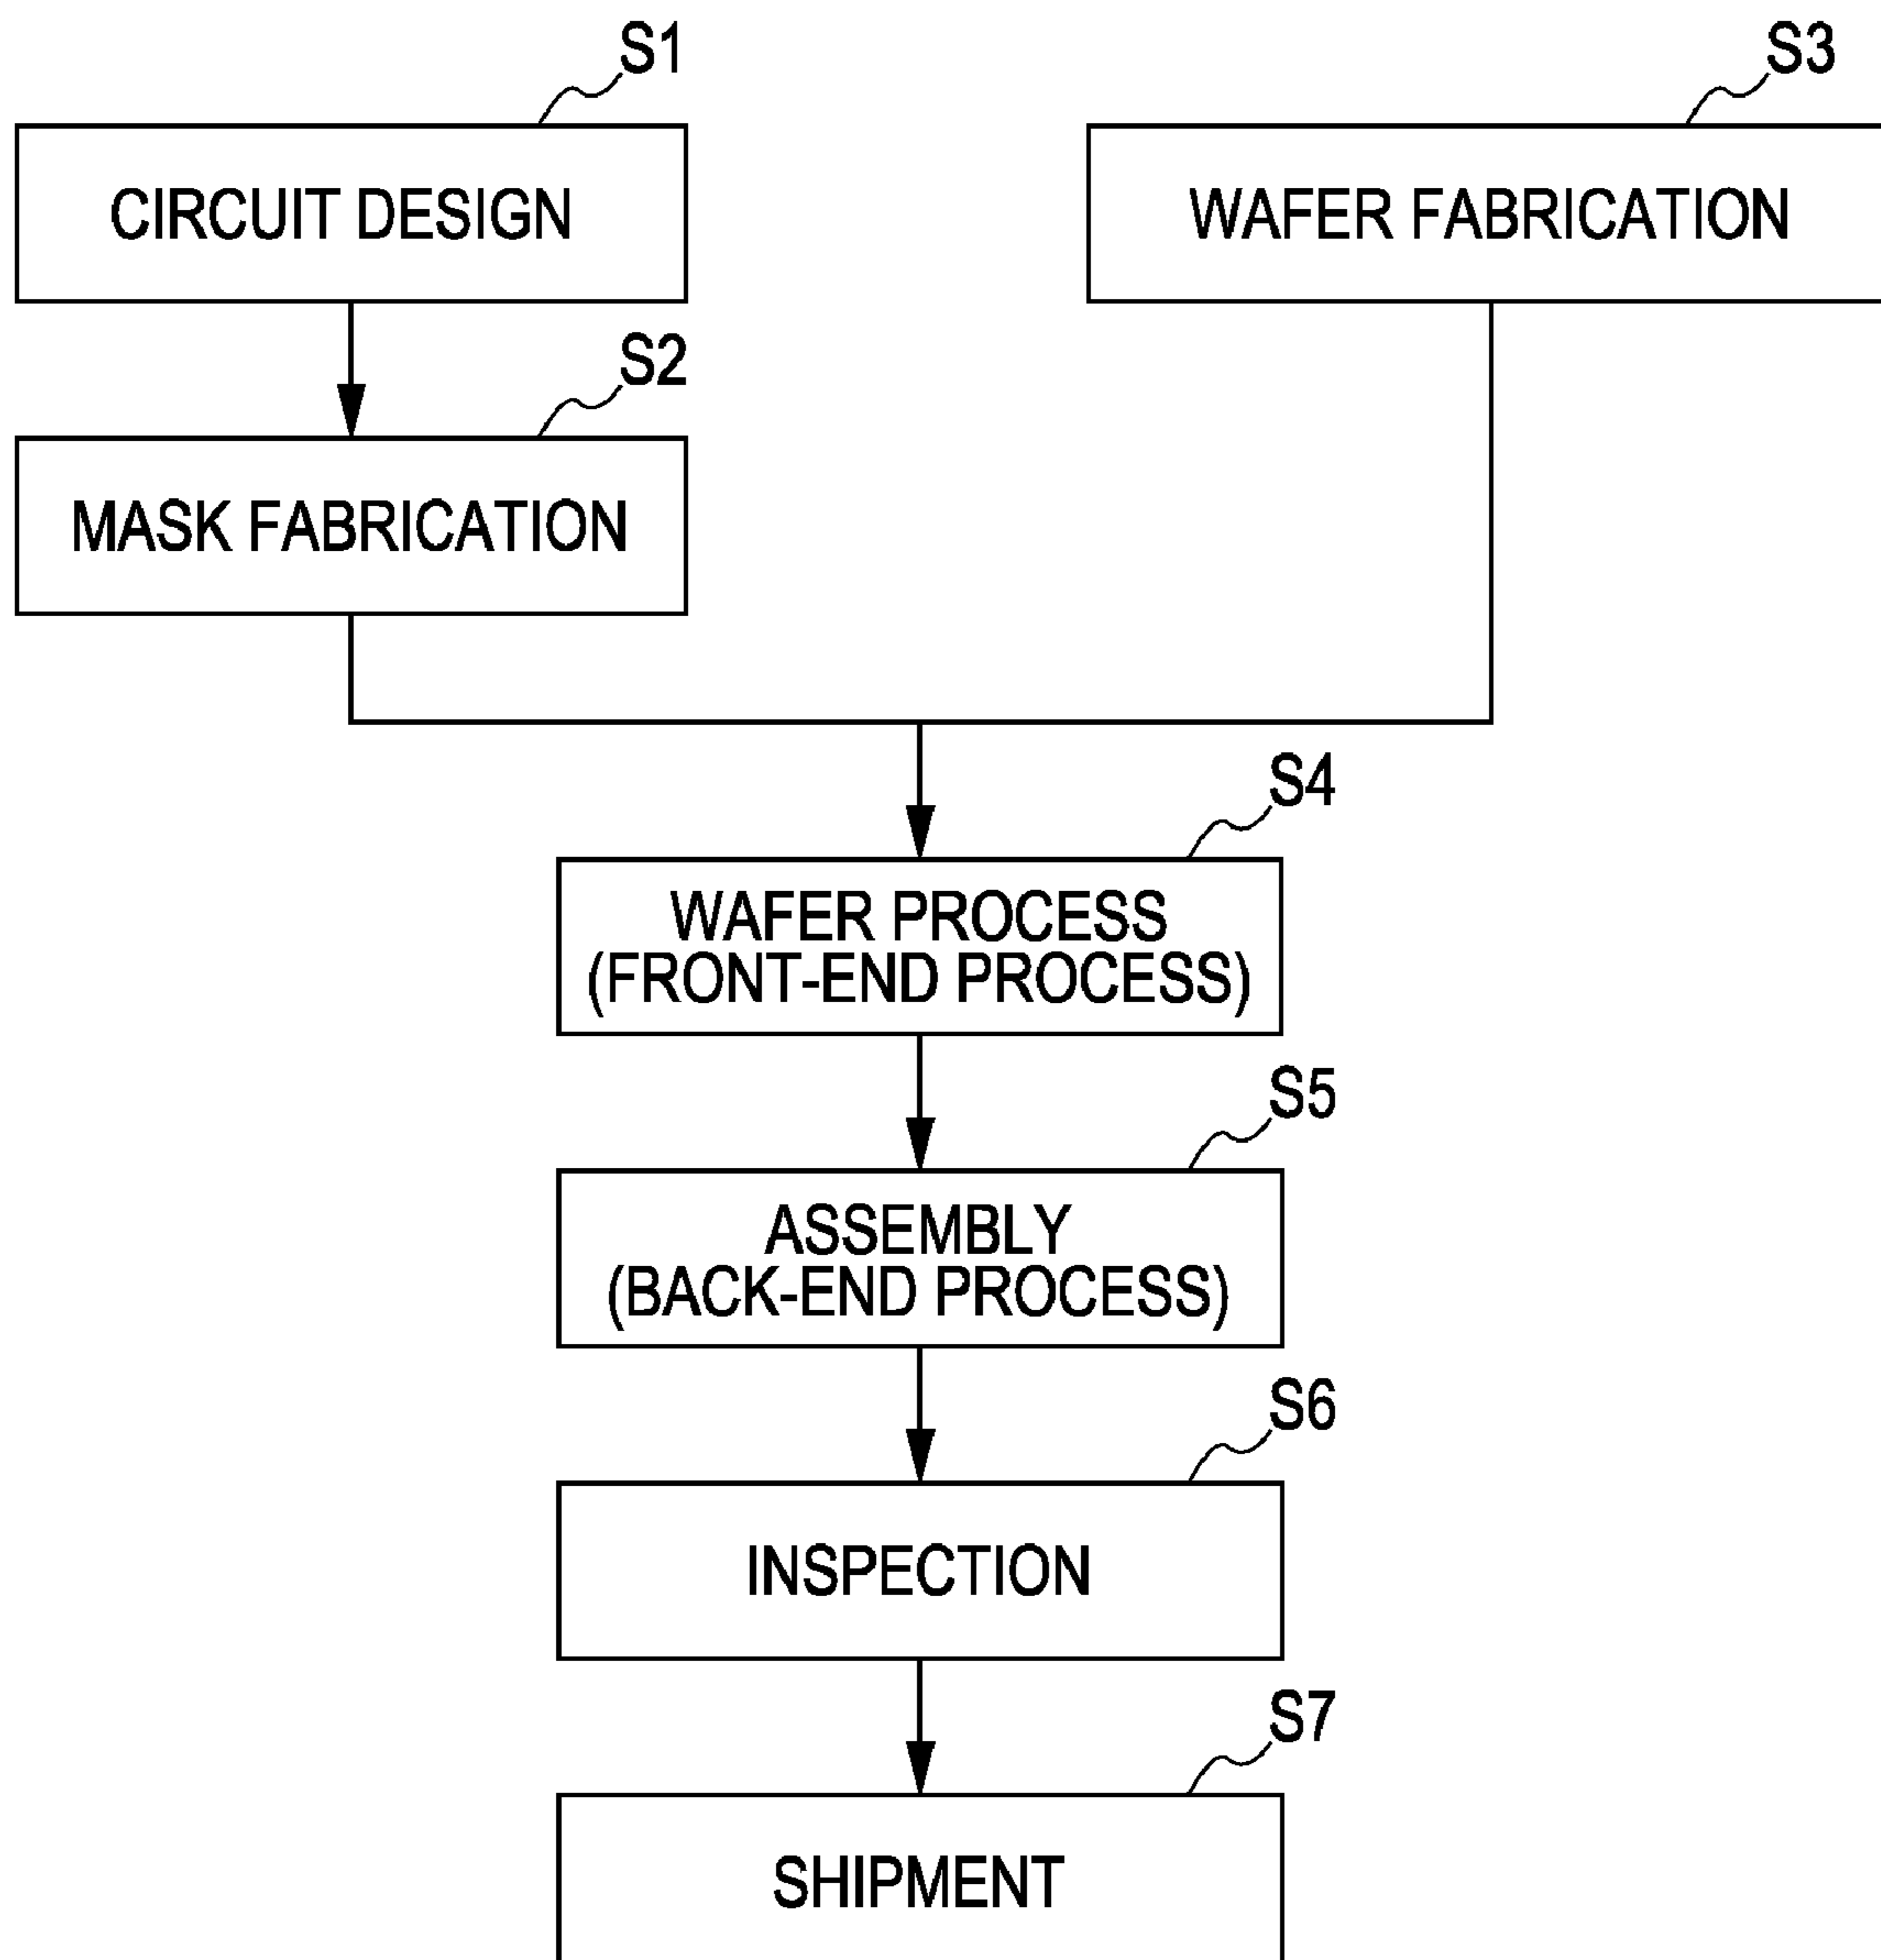 S1
CIRCUIT DESIGN
S3
WAFER FABRICATION
S2
MASK FABRICATION
S4
WAFER PROCESS
(FRONT-END PROCESS)
S5
ASSEMBLY
(BACK-END PROCESS)
S6
INSPECTION
S7
SHIPMENT